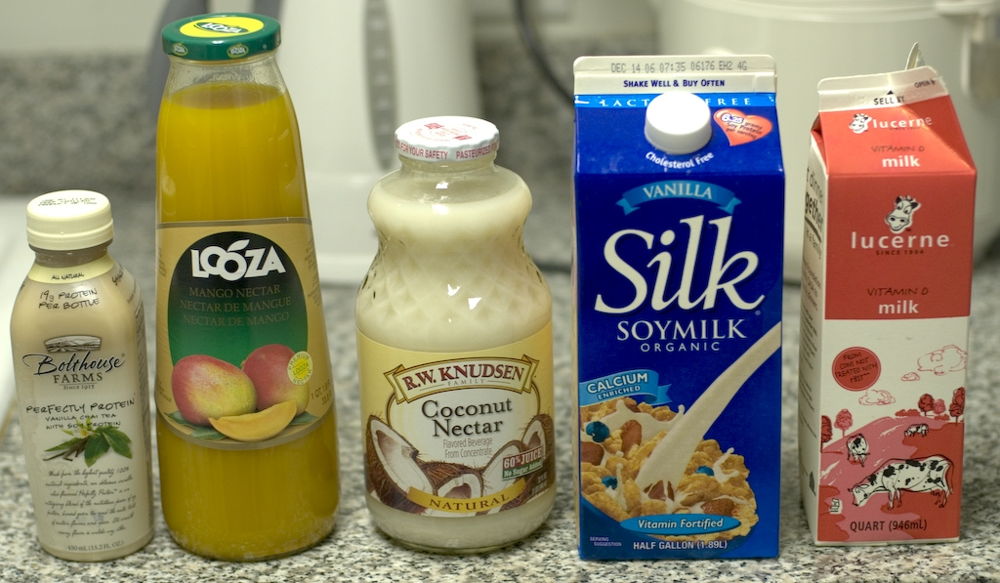 ALL NATURAL
19g PROTEIN
PER BOTTLE
Bolthouse
FARMS
SINCE 1915
PERFECTLY PROTEIN
VANILLA CHAI TEA
WITH SOY PROTEIN
450 mL (15.2 FL OZ)
LOOZA
LOOZA
MANGO NECTAR
NECTAR DE MANGUE
NECTAR DE MANGO
FOR YOUR SAFETY
PASTEURIZED
R.W. KNUDSEN
FAMILY
Coconut
Nectar
Flavored Beverage
From Concentrate
60% JUICE
No Sugar Added
NATURAL
DEC 14 06 07:35 06176 EH2 4G
SHAKE WELL & BUY OFTEN
LACTOSE FREE
6.25 grams
Cholesterol Free
VANILLA
Silk
SOYMILK
ORGANIC
CALCIUM
ENRICHED
Vitamin Fortified
SERVING
SUGGESTION
HALF GALLON (1.89L)
OPEN
SELL BY
lucerne
VITAMIN D
milk
lucerne
SINCE 1904
VITAMIN D
milk
FROM
COWS NOT
TREATED WITH
rBST
QUART (946mL)